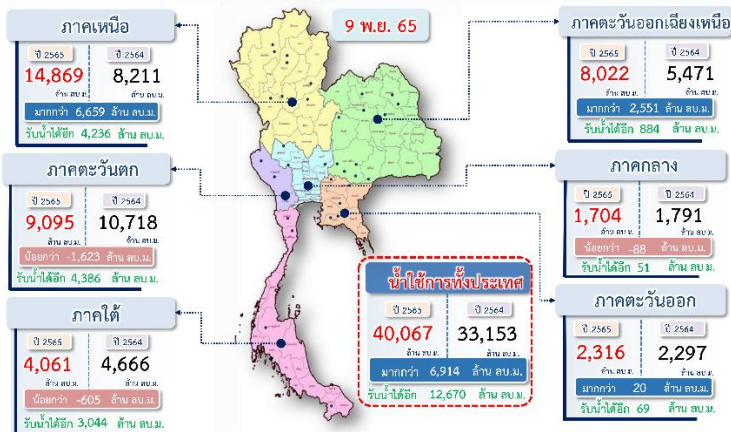 ภาคเหนือ
ปี 2565 ปี 2564
14,869 8,211
ล้าน ลบ.ม. ล้าน ลบ.ม.
มากกว่า 6,659 ล้าน ลบ.ม.
รับน้ำได้อีก 4,236 ล้าน ลบ.ม.
9 พ.ย. 65
ภาคตะวันออกเฉียงเหนือ
ปี 2565 ปี 2564
8,022 5,471
ล้าน ลบ.ม. ล้าน ลบ.ม.
มากกว่า 2,551 ล้าน ลบ.ม.
รับน้ำได้อีก 884 ล้าน ลบ.ม.
ภาคตะวันตก
ปี 2565 ปี 2564
9,095 10,718
ล้าน ลบ.ม. ล้าน ลบ.ม.
น้อยกว่า -1,623 ล้าน ลบ.ม.
รับน้ำได้อีก 4,386 ล้าน ลบ.ม.
ภาคกลาง
ปี 2565 ปี 2564
1,704 1,791
ล้าน ลบ.ม. ล้าน ลบ.ม.
น้อยกว่า -88 ล้าน ลบ.ม.
รับน้ำได้อีก 51 ล้าน ลบ.ม.
ภาคใต้
ปี 2565 ปี 2564
4,061 4,666
ล้าน ลบ.ม. ล้าน ลบ.ม.
น้อยกว่า -605 ล้าน ลบ.ม.
รับน้ำได้อีก 3,044 ล้าน ลบ.ม.
น้ำใช้การทั้งประเทศ
ปี 2565 ปี 2564
40,067 33,153
ล้าน ลบ.ม. ล้าน ลบ.ม.
มากกว่า 6,914 ล้าน ลบ.ม.
รับน้ำได้อีก 12,670 ล้าน ลบ.ม.
ภาคตะวันออก
ปี 2565 ปี 2564
2,316 2,297
ล้าน ลบ.ม. ล้าน ลบ.ม.
มากกว่า 20 ล้าน ลบ.ม.
รับน้ำได้อีก 69 ล้าน ลบ.ม.